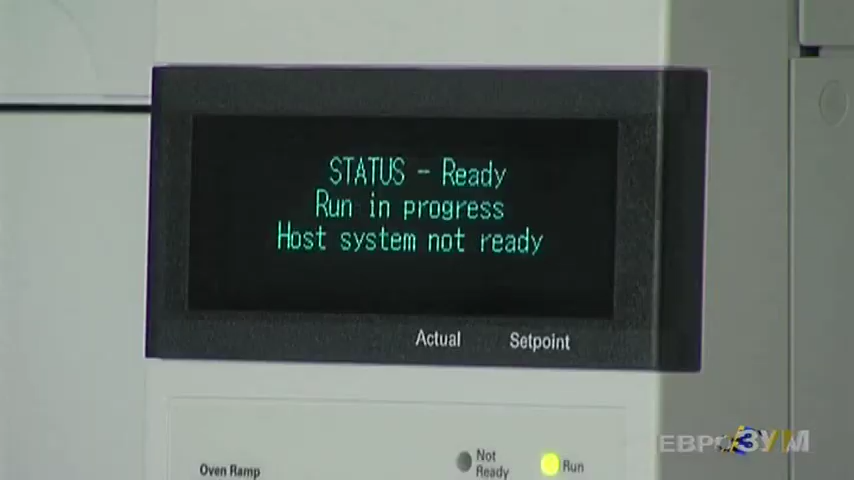 STATUS - Ready
Run in progress
Host system not ready
Actual Setpoint
Not Ready
Run
Oven Ramp
ЕВРОЗУМ